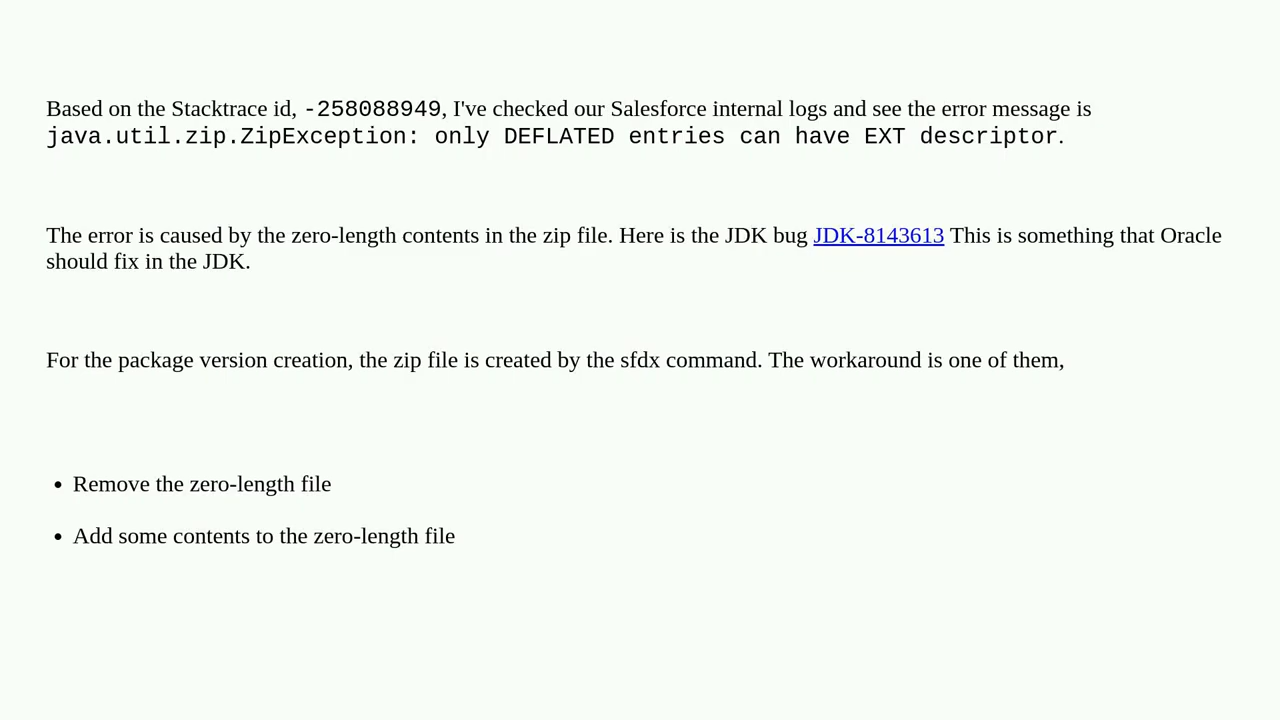 Based on the Stacktrace id, -258088949, I've checked our Salesforce internal logs and see the error message is
java.util.zip.ZipException: only DEFLATED entries can have EXT descriptor.
The error is caused by the zero-length contents in the zip file. Here is the JDK bug JDK-8143613 This is something that Oracle
should fix in the JDK.
For the package version creation, the zip file is created by the sfdx command. The workaround is one of them,
• Remove the zero-length file
• Add some contents to the zero-length file